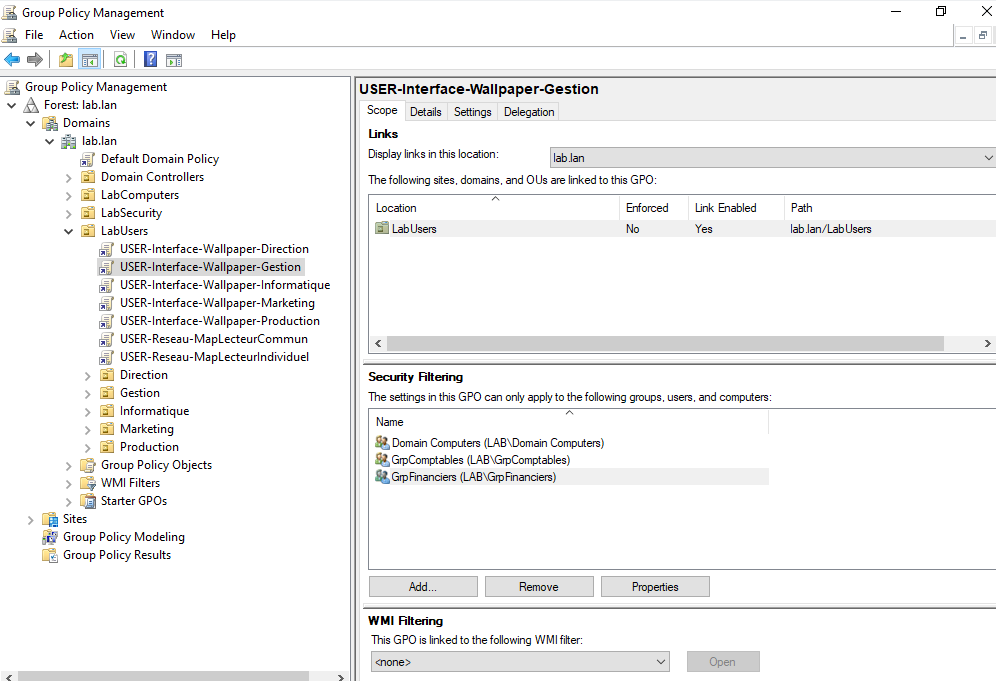 Group Policy Management
File Action View Window Help
Group Policy Management
Forest: lab.lan
Domains
lab.lan
Default Domain Policy
Domain Controllers
LabComputers
LabSecurity
LabUsers
USER-Interface-Wallpaper-Direction
USER-Interface-Wallpaper-Gestion
USER-Interface-Wallpaper-Informatique
USER-Interface-Wallpaper-Marketing
USER-Interface-Wallpaper-Production
USER-Reseau-MapLecteurCommun
USER-Reseau-MapLecteurIndividuel
Direction
Gestion
Informatique
Marketing
Production
Group Policy Objects
WMI Filters
Starter GPOs
Sites
Group Policy Modeling
Group Policy Results
USER-Interface-Wallpaper-Gestion
Scope Details Settings Delegation
Links
Display links in this location: lab.lan
The following sites, domains, and OUs are linked to this GPO:
Location Enforced Link Enabled Path
LabUsers No Yes lab.lan/LabUsers
Security Filtering
The settings in this GPO can only apply to the following groups, users, and computers:
Name
Domain Computers (LAB\Domain Computers)
GrpComptables (LAB\GrpComptables)
GrpFinanciers (LAB\GrpFinanciers)
Add... Remove Properties
WMI Filtering
This GPO is linked to the following WMI filter:
<none> Open